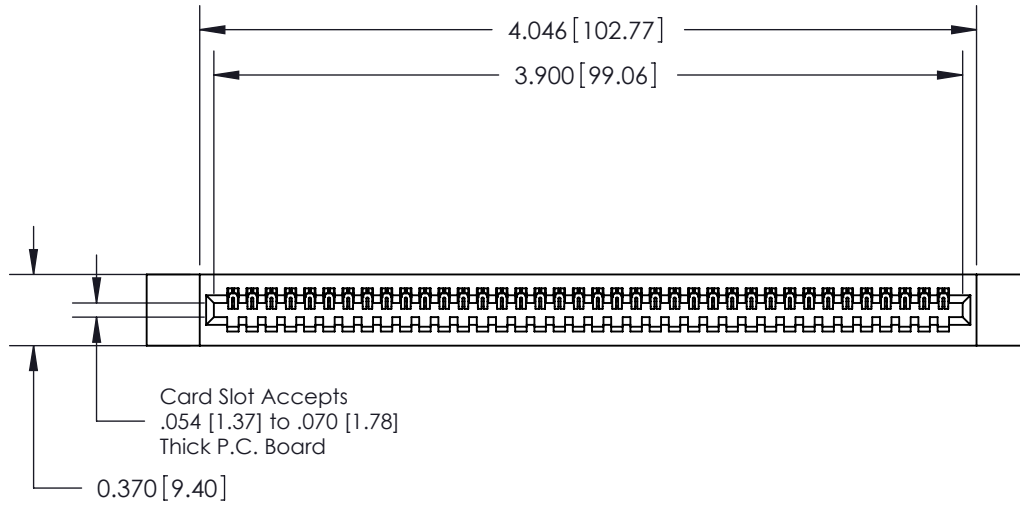 4.046 [102.77]
3.900 [99.06]
Card Slot Accepts
.054 [1.37] to .070 [1.78]
Thick P.C. Board
0.370 [9.40]